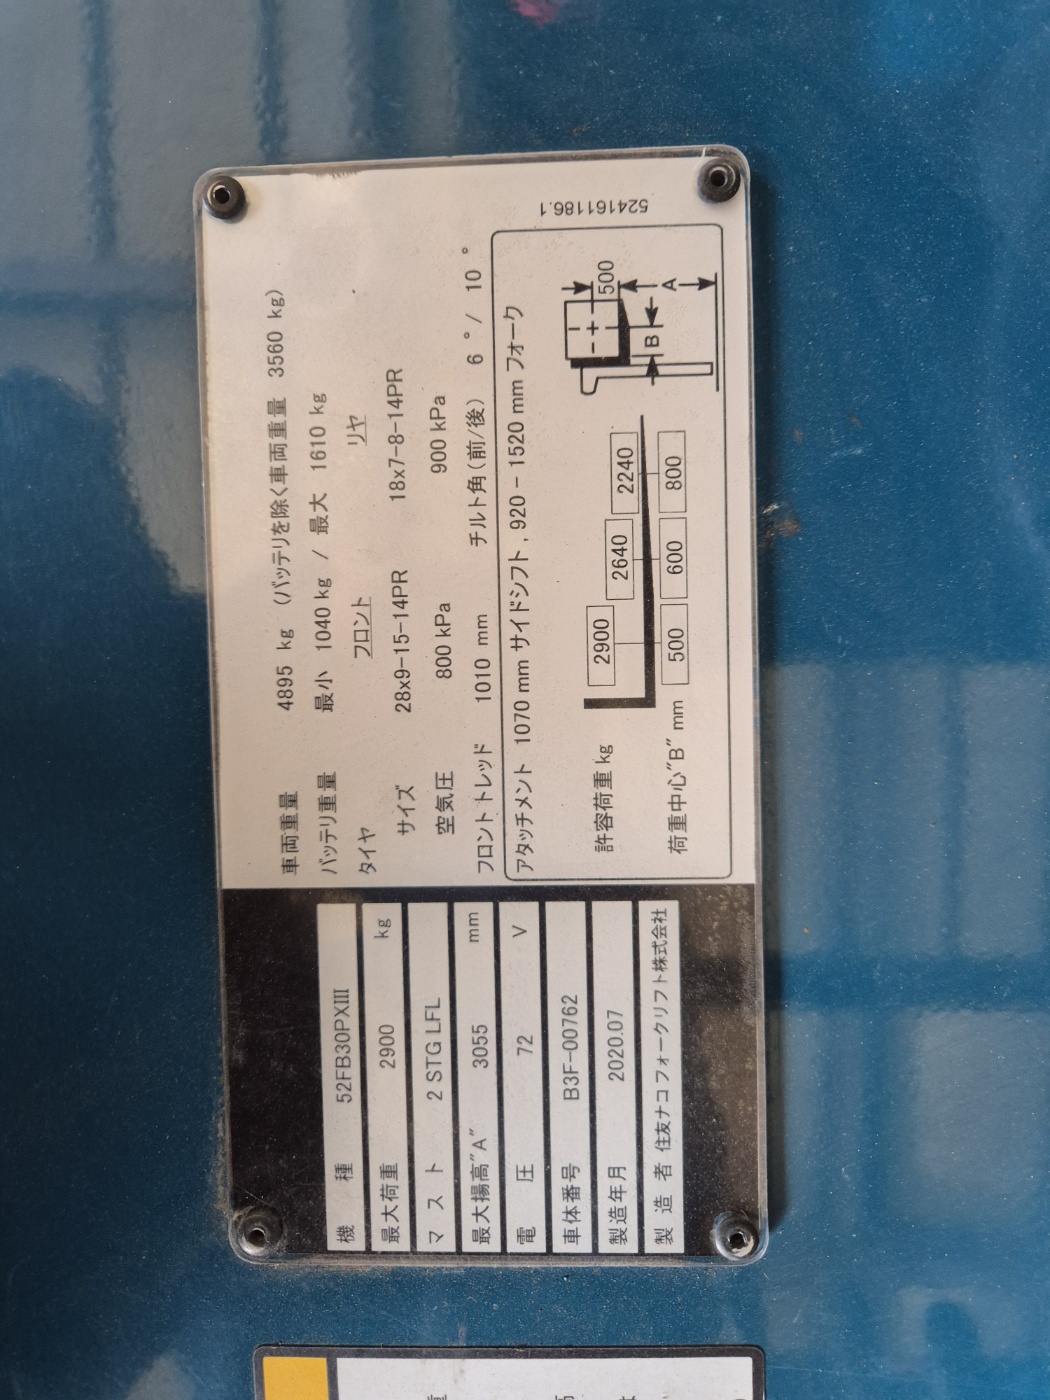 機 種 52FB30PXIII
最大荷重 2900 kg
マ ス ト 2 STG LFL
最大揚高"A" 3055 mm
電 圧 72 V
車体番号 B3F-00762
製造年月 2020.07
製 造 者 住友ナコフォークリフト株式会社
車両重量 4895 kg (バッテリを除く車両重量 3560 kg)
バッテリ重量 最小 1040 kg / 最大 1610 kg
タイヤ フロント リヤ
サイズ 28x9-15-14PR 18x7-8-14PR
空気圧 800 kPa 900 kPa
フロントトレッド 1010 mm チルト角(前/後) 6 ° / 10 °
アタッチメント 1070 mm サイドシフト , 920 - 1520 mm フォーク
許容荷重 kg 2900 2640 2240
荷重中心"B" mm 500 600 800
500
B
A
524161186.1